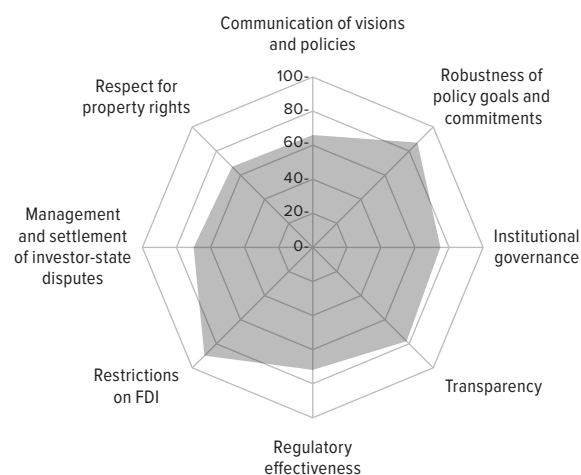 Communication of visions
and policies
Robustness of
policy goals and
commitments
Respect for
property rights
100-
80-
60-
40-
20-
0-
Management
and settlement
of investor-state
disputes
Institutional
governance
Restrictions
on FDI
Transparency
Regulatory
effectiveness